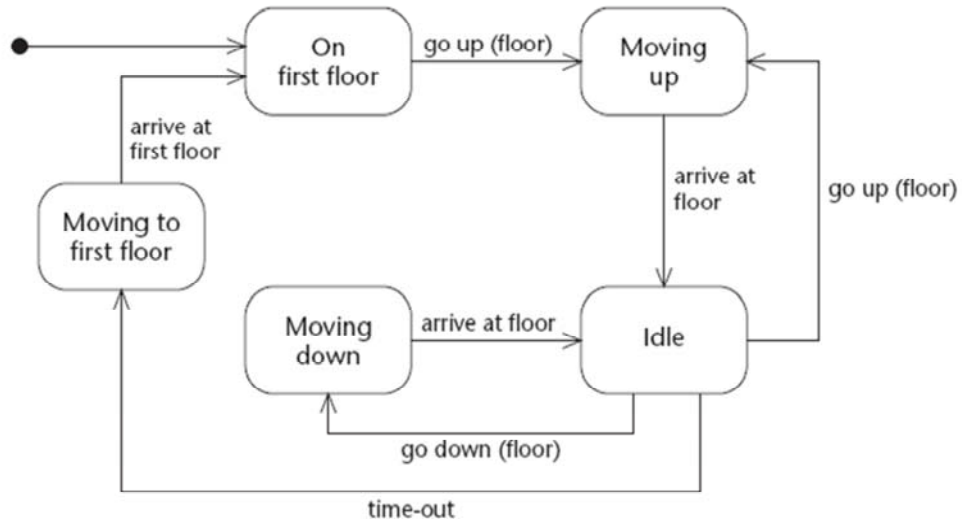 On
first floor
go up (floor)
Moving
up
arrive at
first floor
arrive at
floor
go up (floor)
Moving to
first floor
Moving
down
arrive at floor
Idle
go down (floor)
time-out